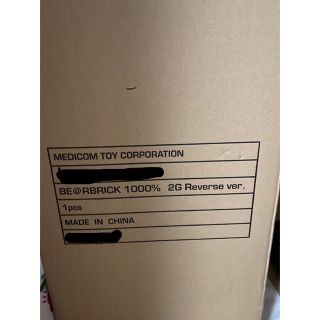 MEDICOM TOY CORPORATION
BE@RBRICK 1000% 2G Reverse ver.
1pcs
MADE IN CHINA